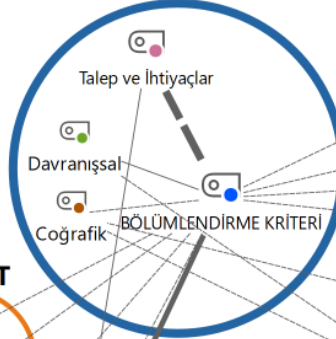 Talep ve İhtiyaçlar
Davranışsal
Coğrafik
BÖLÜMLENDİRME KRİTERİ
T